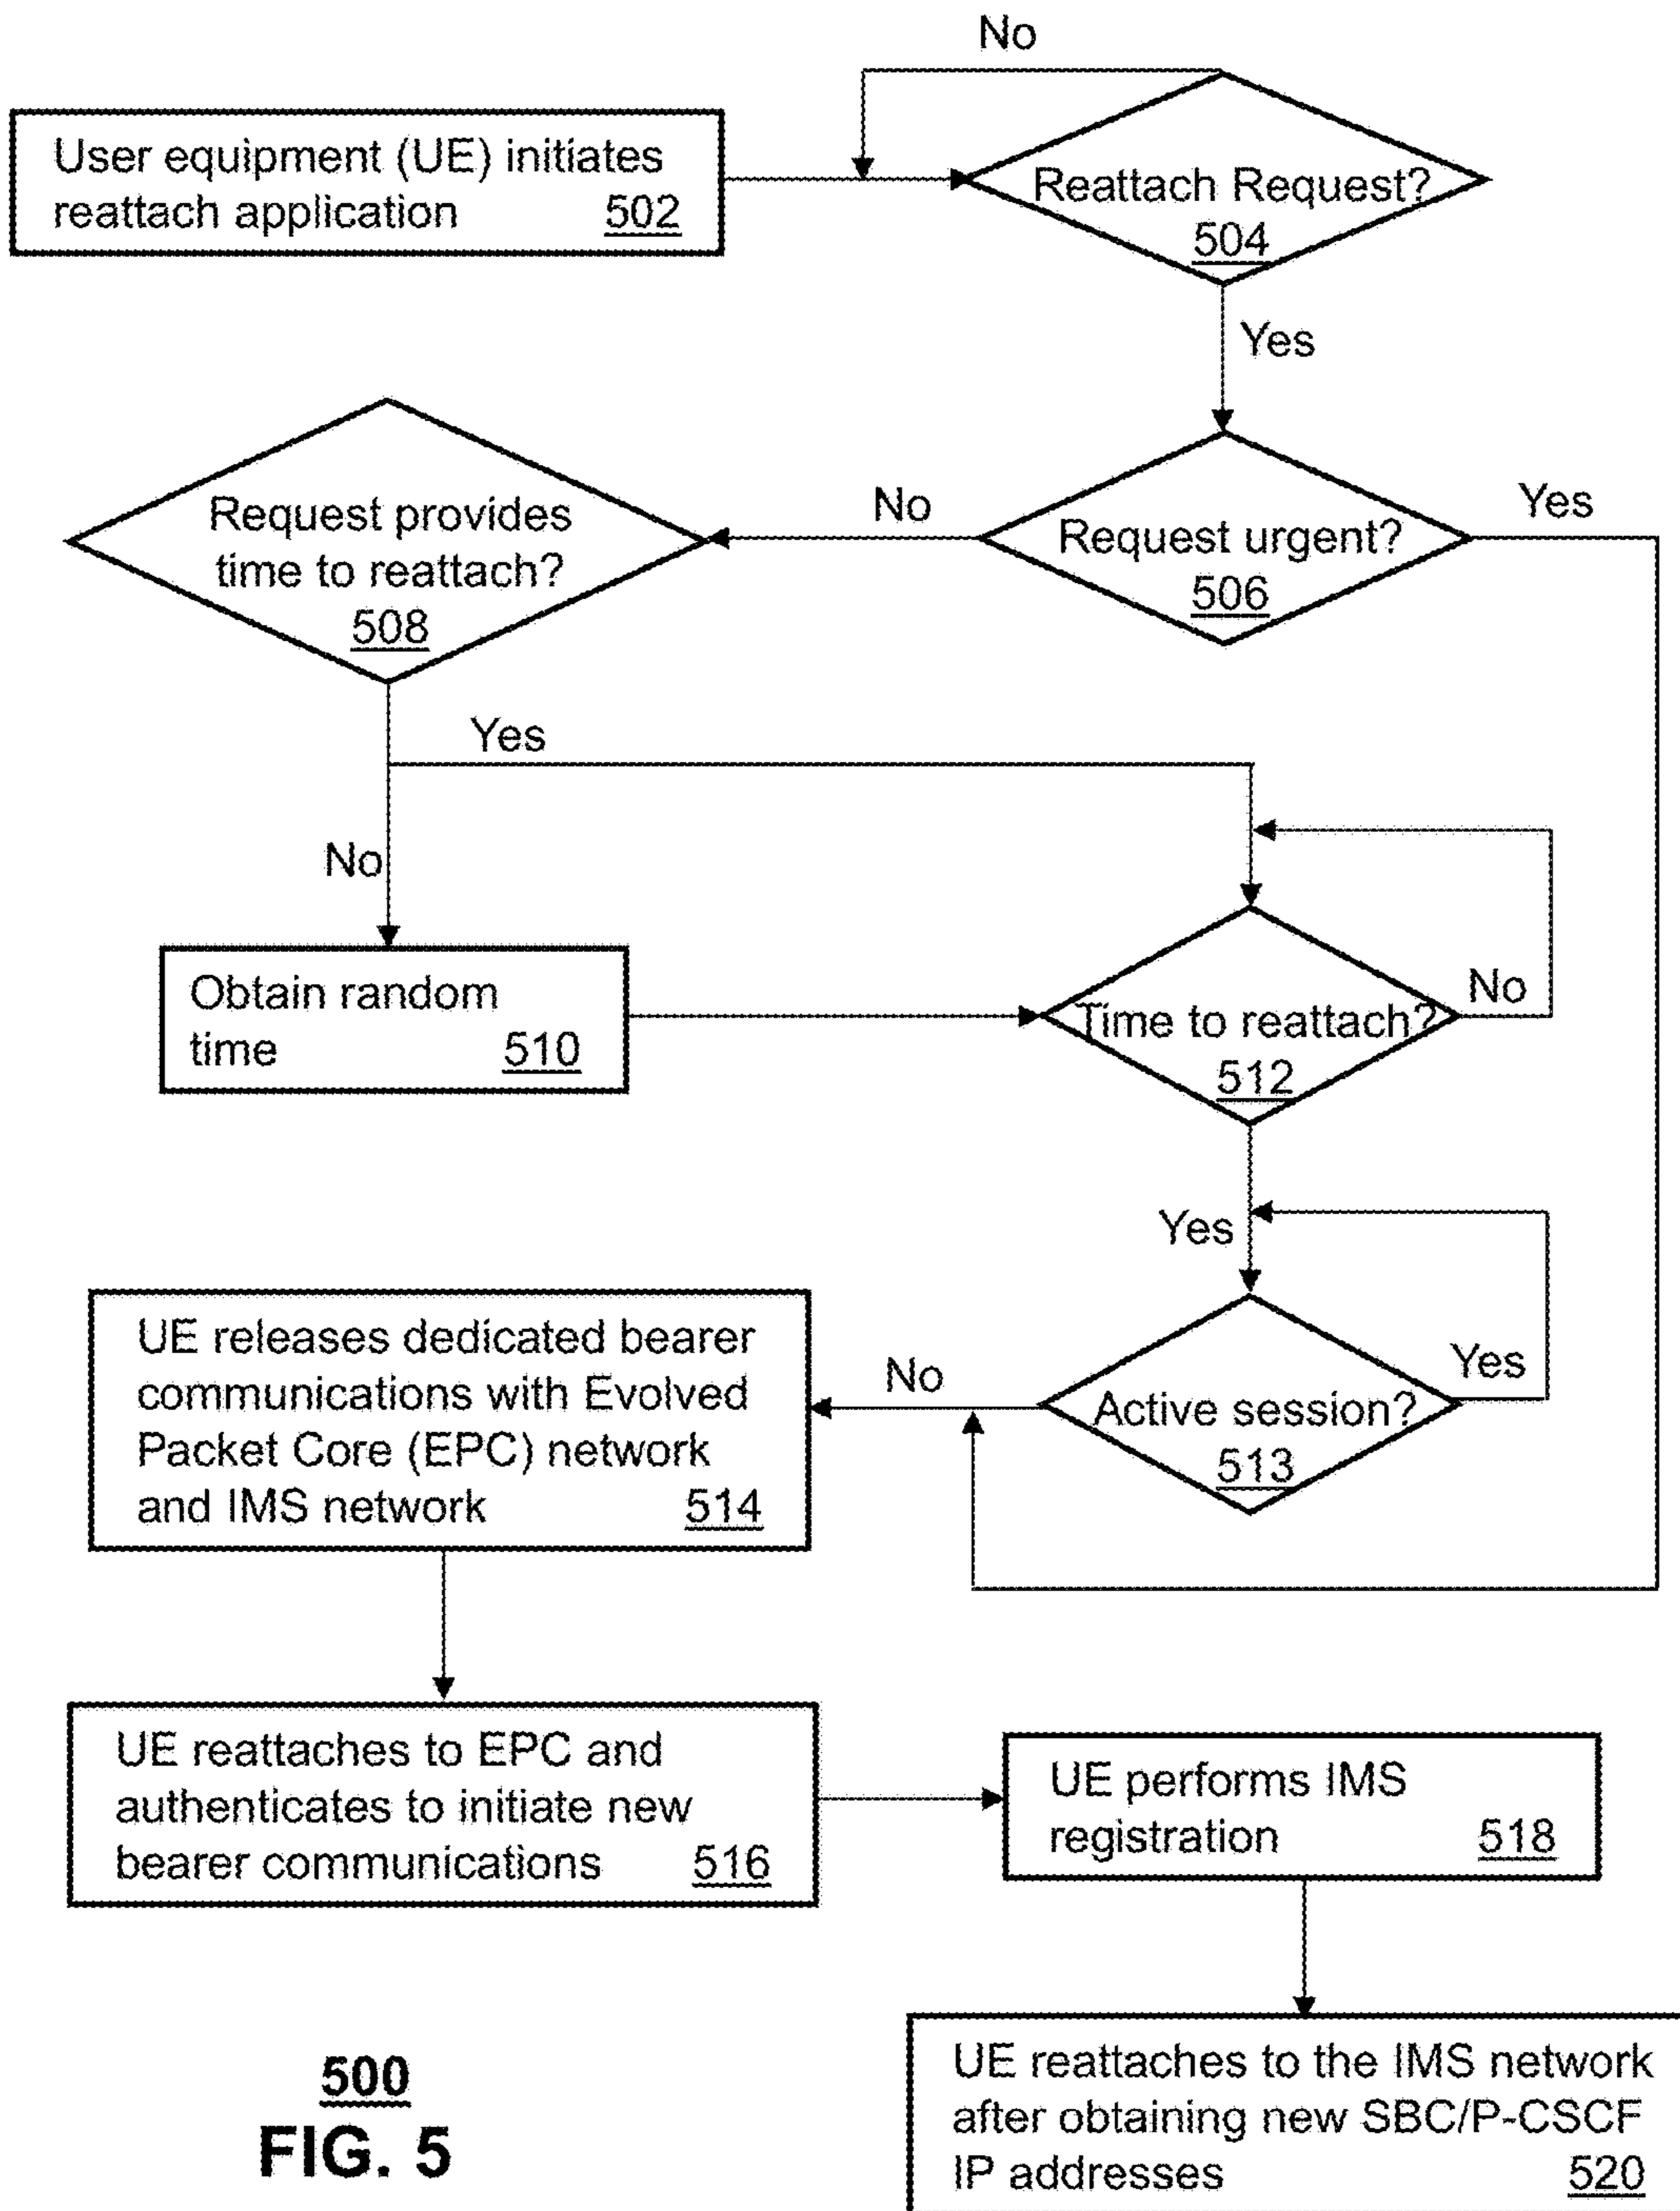 No
User equipment (UE) initiates
reattach application 502
Reattach Request?
504
Yes
Request provides
time to reattach?
508
No
Request urgent?
506
Yes
Yes
No
Obtain random
time 510
Time to reattach?
512
No
Yes
UE releases dedicated bearer
communications with Evolved
Packet Core (EPC) network
and IMS network 514
No
Active session?
513
Yes
UE reattaches to EPC and
authenticates to initiate new
bearer communications 516
UE performs IMS
registration 518
UE reattaches to the IMS network
after obtaining new SBC/P-CSCF
IP addresses 520
500
FIG. 5